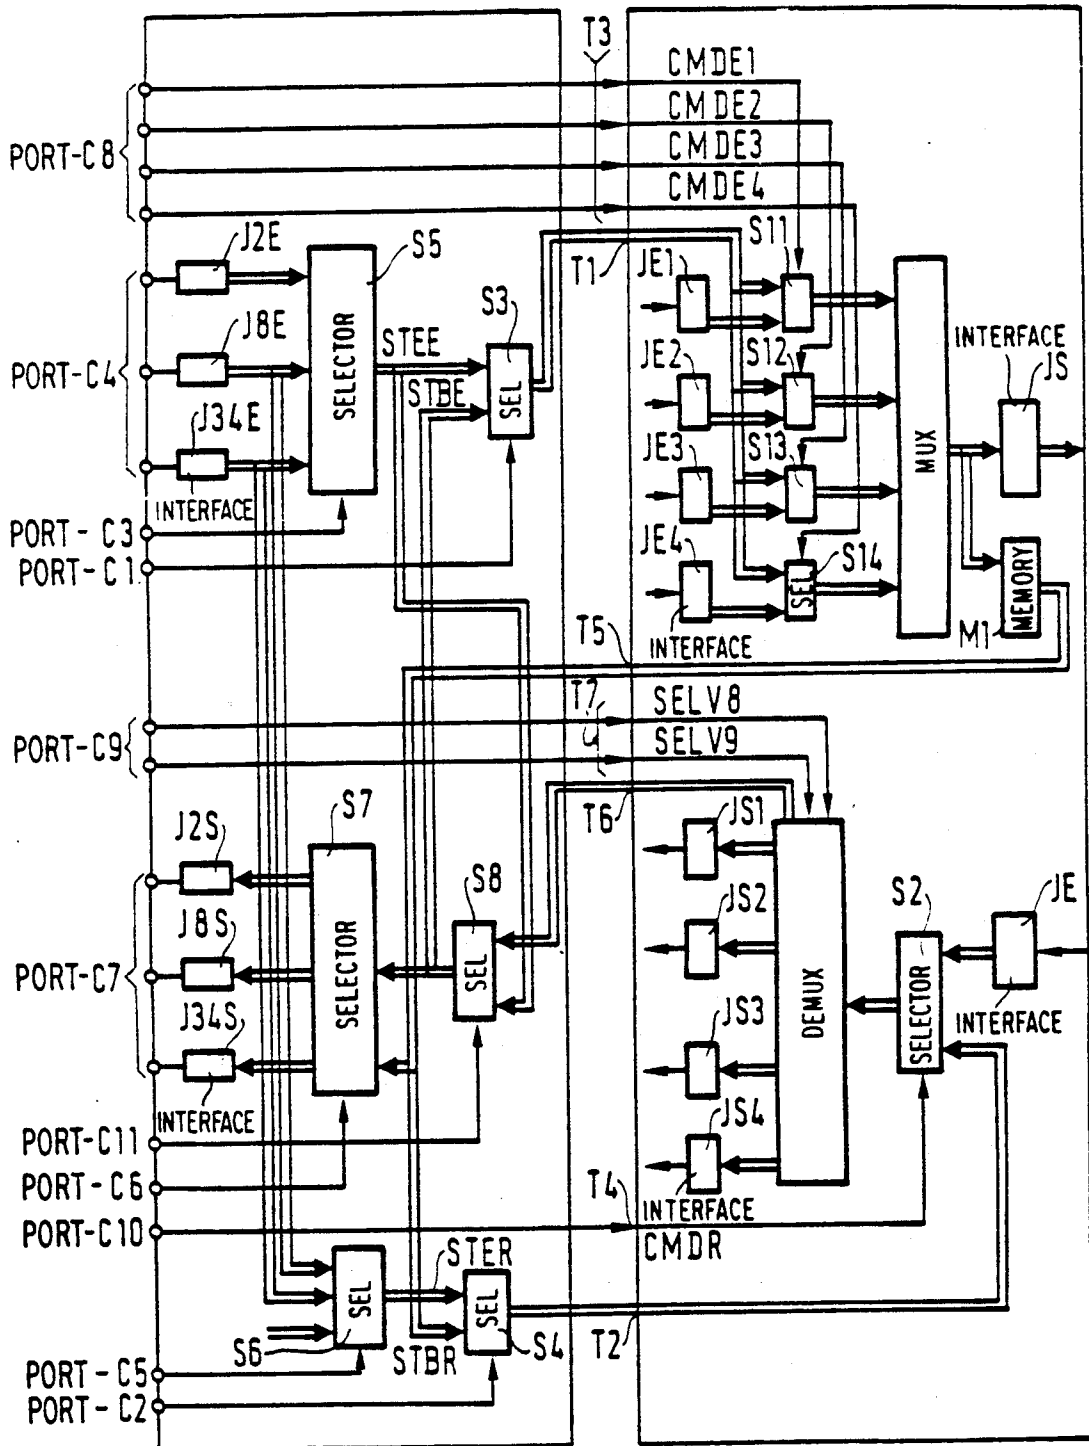 T3
CMDE1
CMDE2
CMDE3
CMDE4
PORT-C8
J2E
S5
S3
T1
JE1
S11
J8E
SELECTOR
STEE
STBE
SEL
JE2
S12
INTERFACE
JS
PORT-C4
J34E
INTERFACE
JE3
S13
MUX
PORT-C3
PORT-C1
JE4
S14
SEL
MEMORY
M1
INTERFACE
T5
T7
SELV8
SELV9
PORT-C9
T6
J2S
S7
S8
JS1
JS2
S2
JE
J8S
SELECTOR
SEL
DEMUX
SELECTOR
INTERFACE
PORT-C7
J34S
JS3
INTERFACE
JS4
PORT-C11
PORT-C6
T4
INTERFACE
PORT-C10
CMDR
STER
SEL
SEL
S6
STBR
S4
T2
PORT-C5
PORT-C2